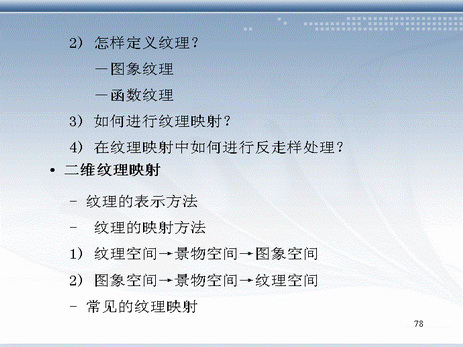 2) 怎样定义纹理?
－图象纹理
－函数纹理
3) 如何进行纹理映射?
4) 在纹理映射中如何进行反走样处理?
• 二维纹理映射
- 纹理的表示方法
- 纹理的映射方法
1) 纹理空间→景物空间→图象空间
2) 图象空间→景物空间→纹理空间
- 常见的纹理映射
78